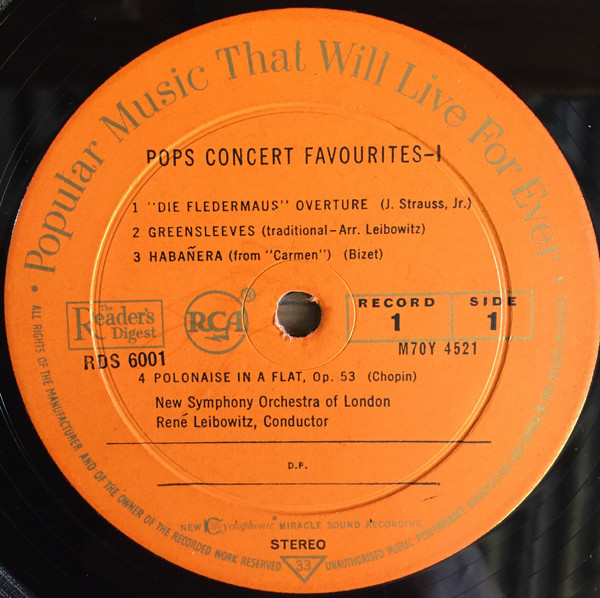 • Popular Music That Will Live For Ever •
POPS CONCERT FAVOURITES–1
1 "DIE FLEDERMAUS" OVERTURE (J. Strauss, Jr.)
2 GREENSLEEVES (traditional–Arr. Leibowitz)
3 HABAÑERA (from "Carmen") (Bizet)
The Reader's Digest
RCA
®
RECORD 1
SIDE 1
RDS 6001
M70Y 4521
4 POLONAISE IN A FLAT, Op. 53 (Chopin)
New Symphony Orchestra of London
René Leibowitz, Conductor
D.P.
NEW Encyclophonic MIRACLE SOUND RECORDING
STEREO
33
ALL RIGHTS OF THE MANUFACTURER AND OF THE OWNER OF THE RECORDED WORK RESERVED
UNAUTHORISED PUBLIC PERFORMANCE